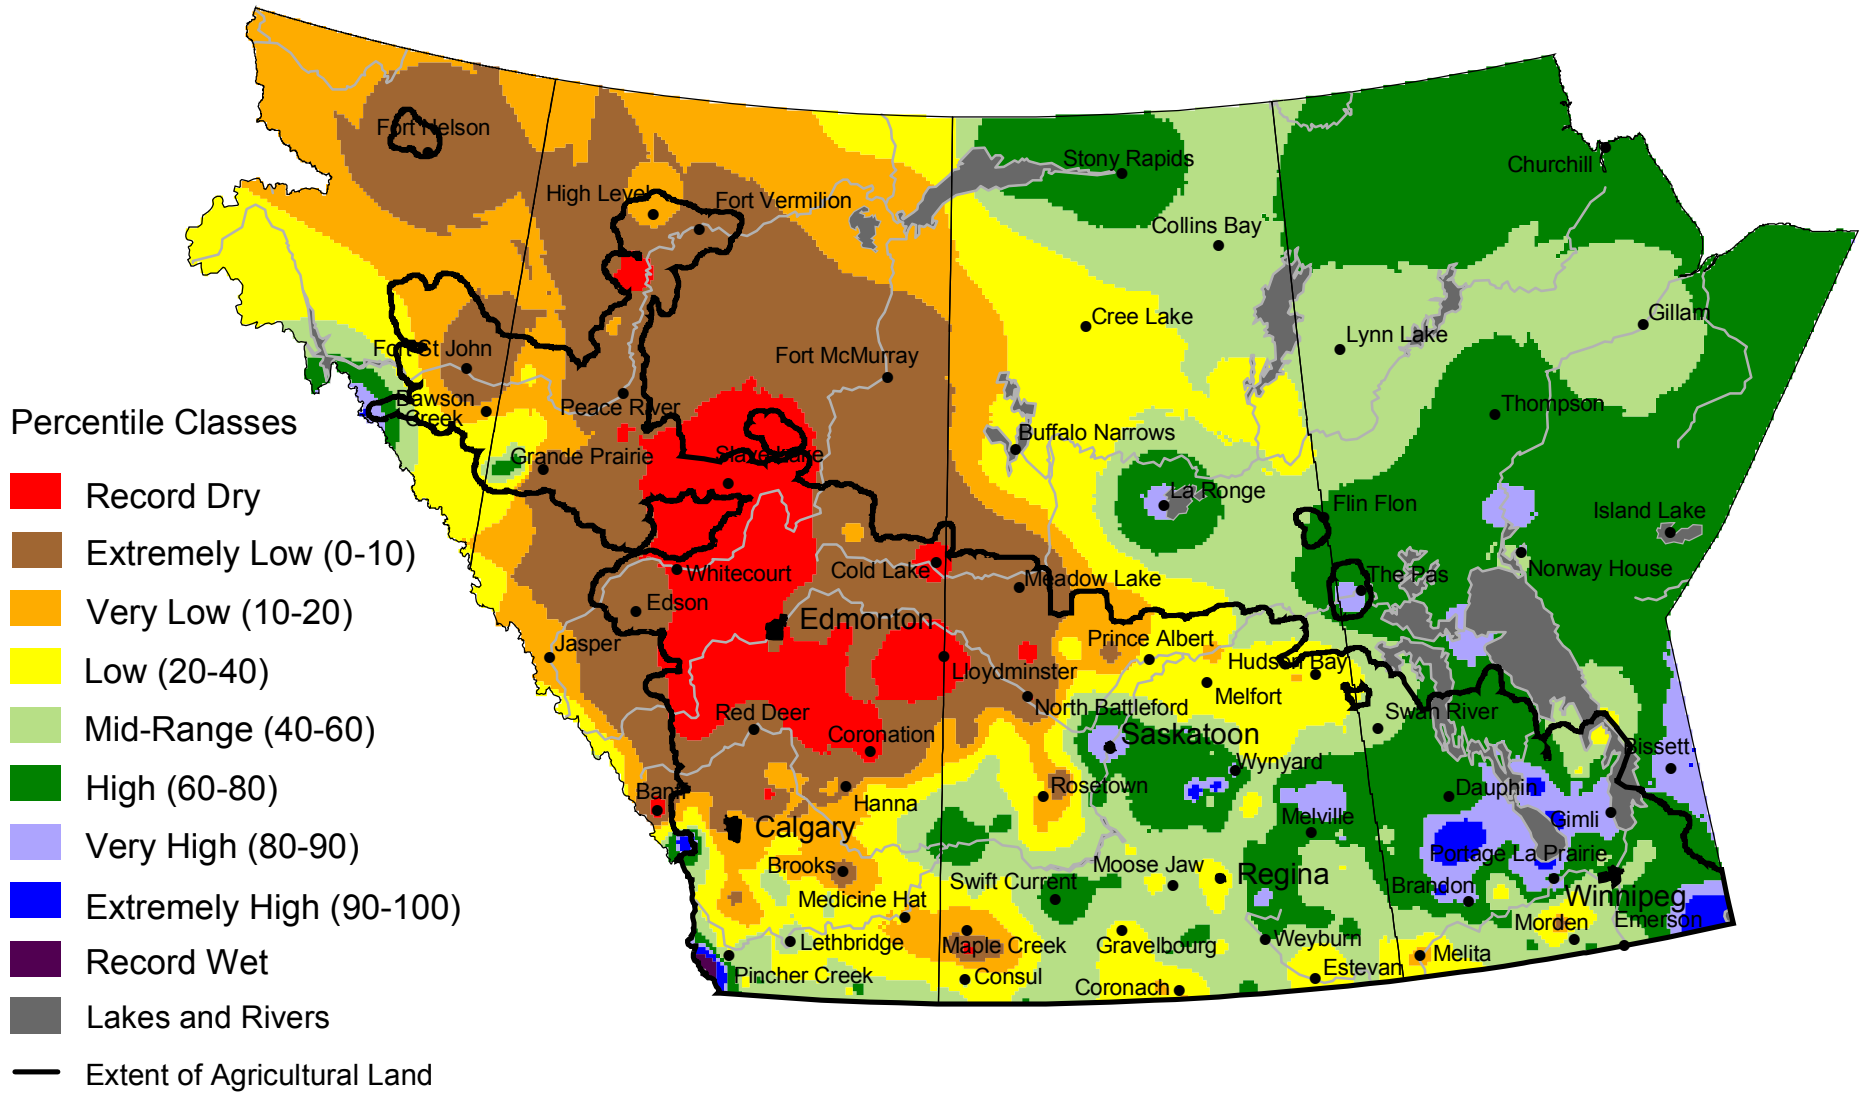 Fort Nelson
Churchill
Stony Rapids
High Level
Fort Vermilion
Collins Bay
Cree Lake
Gillam
Lynn Lake
Fort St John
Fort McMurray
Dawson
Creek
Peace River
Thompson
Percentile Classes
Buffalo Narrows
Grande Prairie
Slave Lake
La Ronge
Record Dry
Flin Flon
Island Lake
Extremely Low (0-10)
Whitecourt
Cold Lake
Meadow Lake
The Pas
Norway House
Very Low (10-20)
Edson
Edmonton
Jasper
Prince Albert
Low (20-40)
Lloydminster
Hudson Bay
Melfort
Mid-Range (40-60)
Red Deer
North Battleford
Swan River
Coronation
Saskatoon
Bissett
High (60-80)
Banff
Hanna
Rosetown
Wynyard
Dauphin
Very High (80-90)
Calgary
Melville
Gimli
Brooks
Moose Jaw
Regina
Portage La Prairie
Extremely High (90-100)
Medicine Hat
Swift Current
Brandon
Winnipeg
Lethbridge
Maple Creek
Gravelbourg
Weyburn
Morden
Emerson
Record Wet
Pincher Creek
Consul
Coronach
Estevan
Melita
Lakes and Rivers
Extent of Agricultural Land